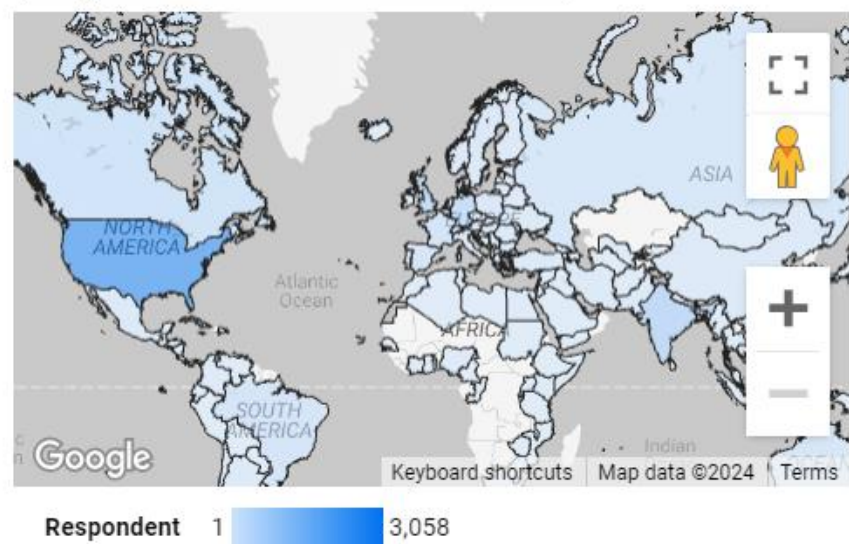 ASIA
NORTH
AMERICA
Atlantic
Ocean
AFRICA
SOUTH
AMERICA
Indian
Google
Keyboard shortcuts
Map data ©2024
Terms
Respondent 1 3,058